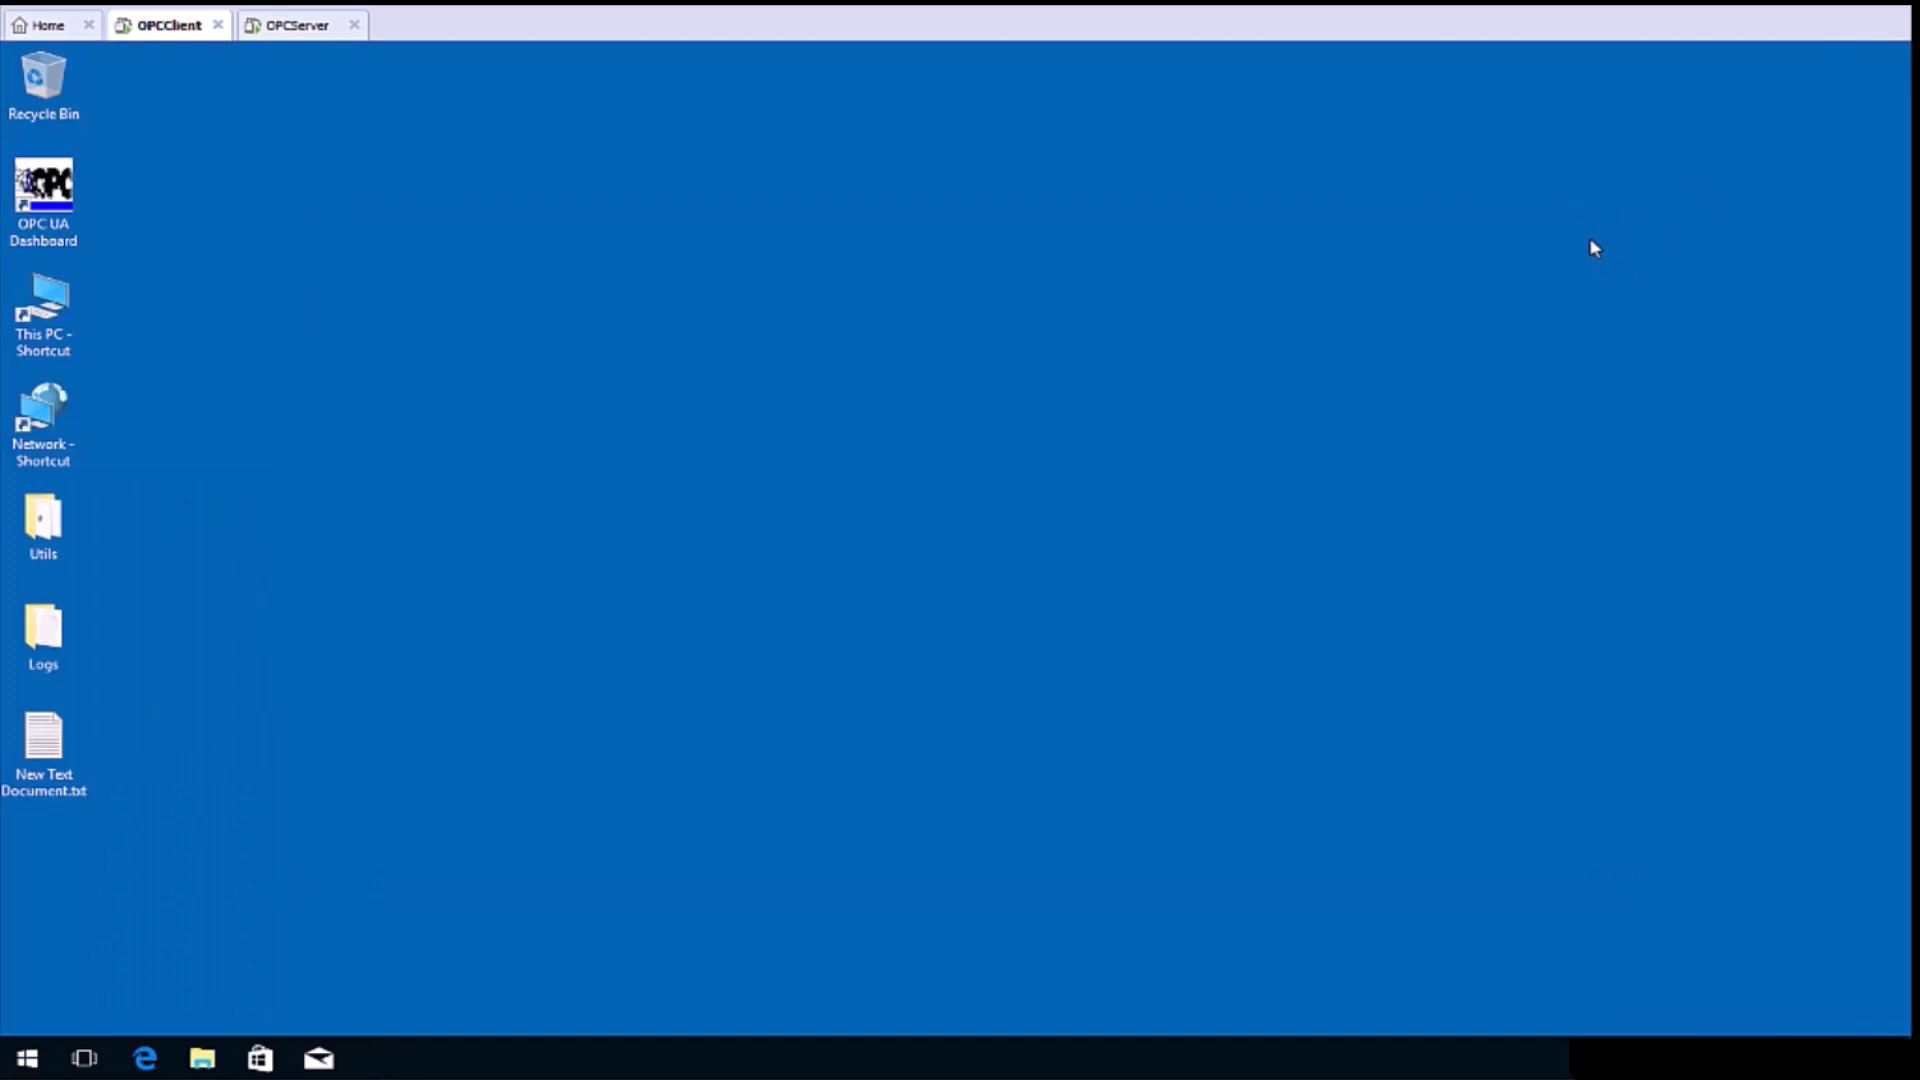 Home
OPCClient
OPCServer
Recycle Bin
OPC
OPC UA
Dashboard
This PC -
Shortcut
Network -
Shortcut
Utils
Logs
New Text
Document.txt